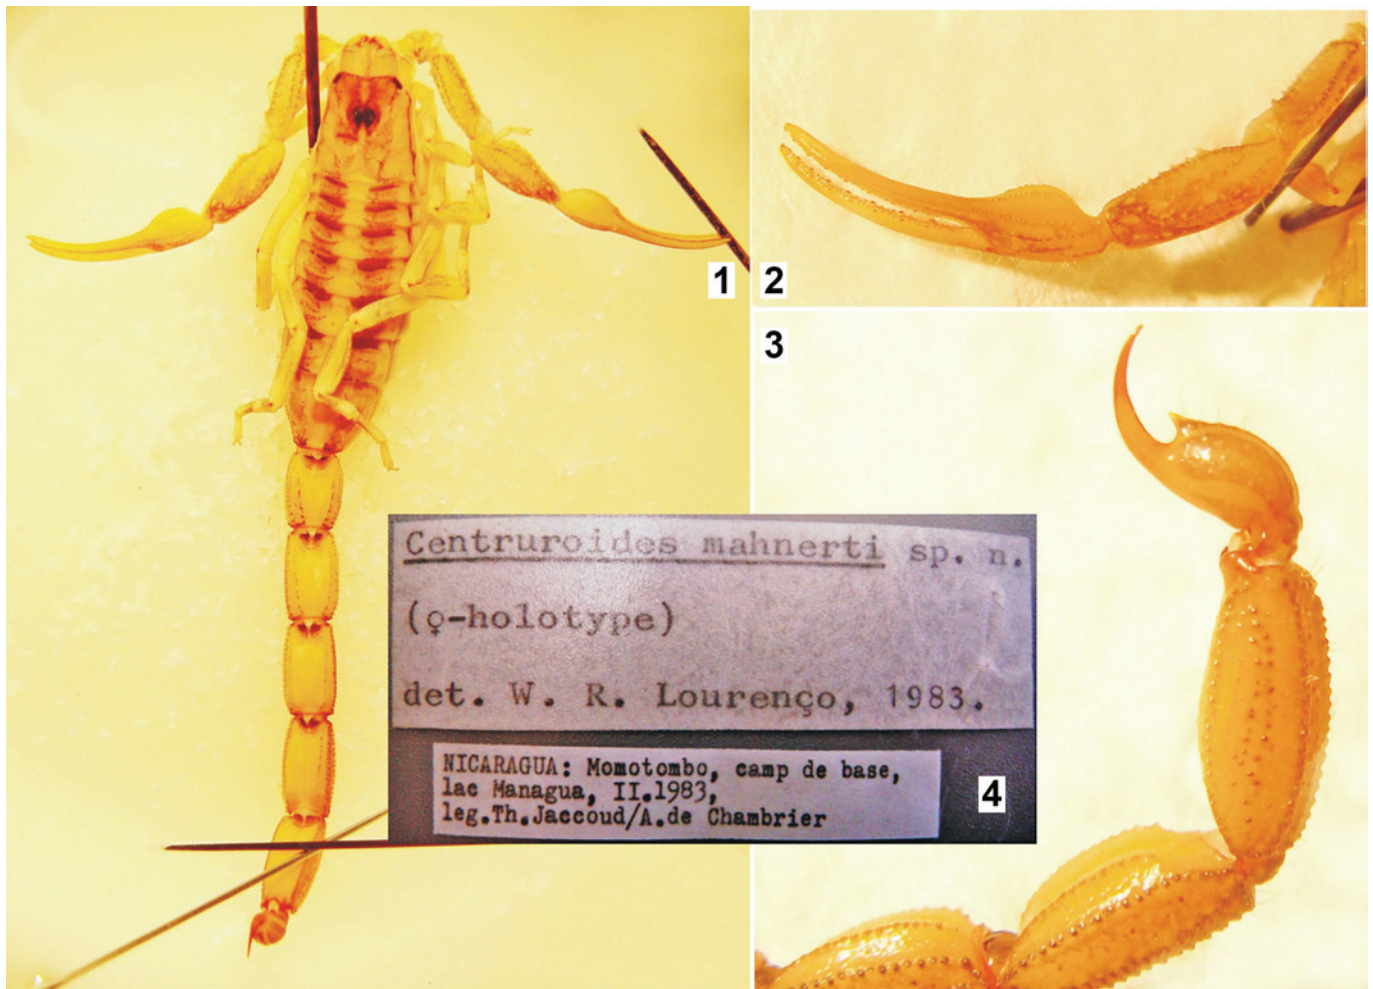 1
2
3
Centruroides mahnerti sp. n.
(♀-holotype)
det. W. R. Lourenço, 1983.
NICARAGUA: Momotombo, camp de base,
lac Managua, II.1983,
leg.Th.Jaccoud/A.de Chambrier
4